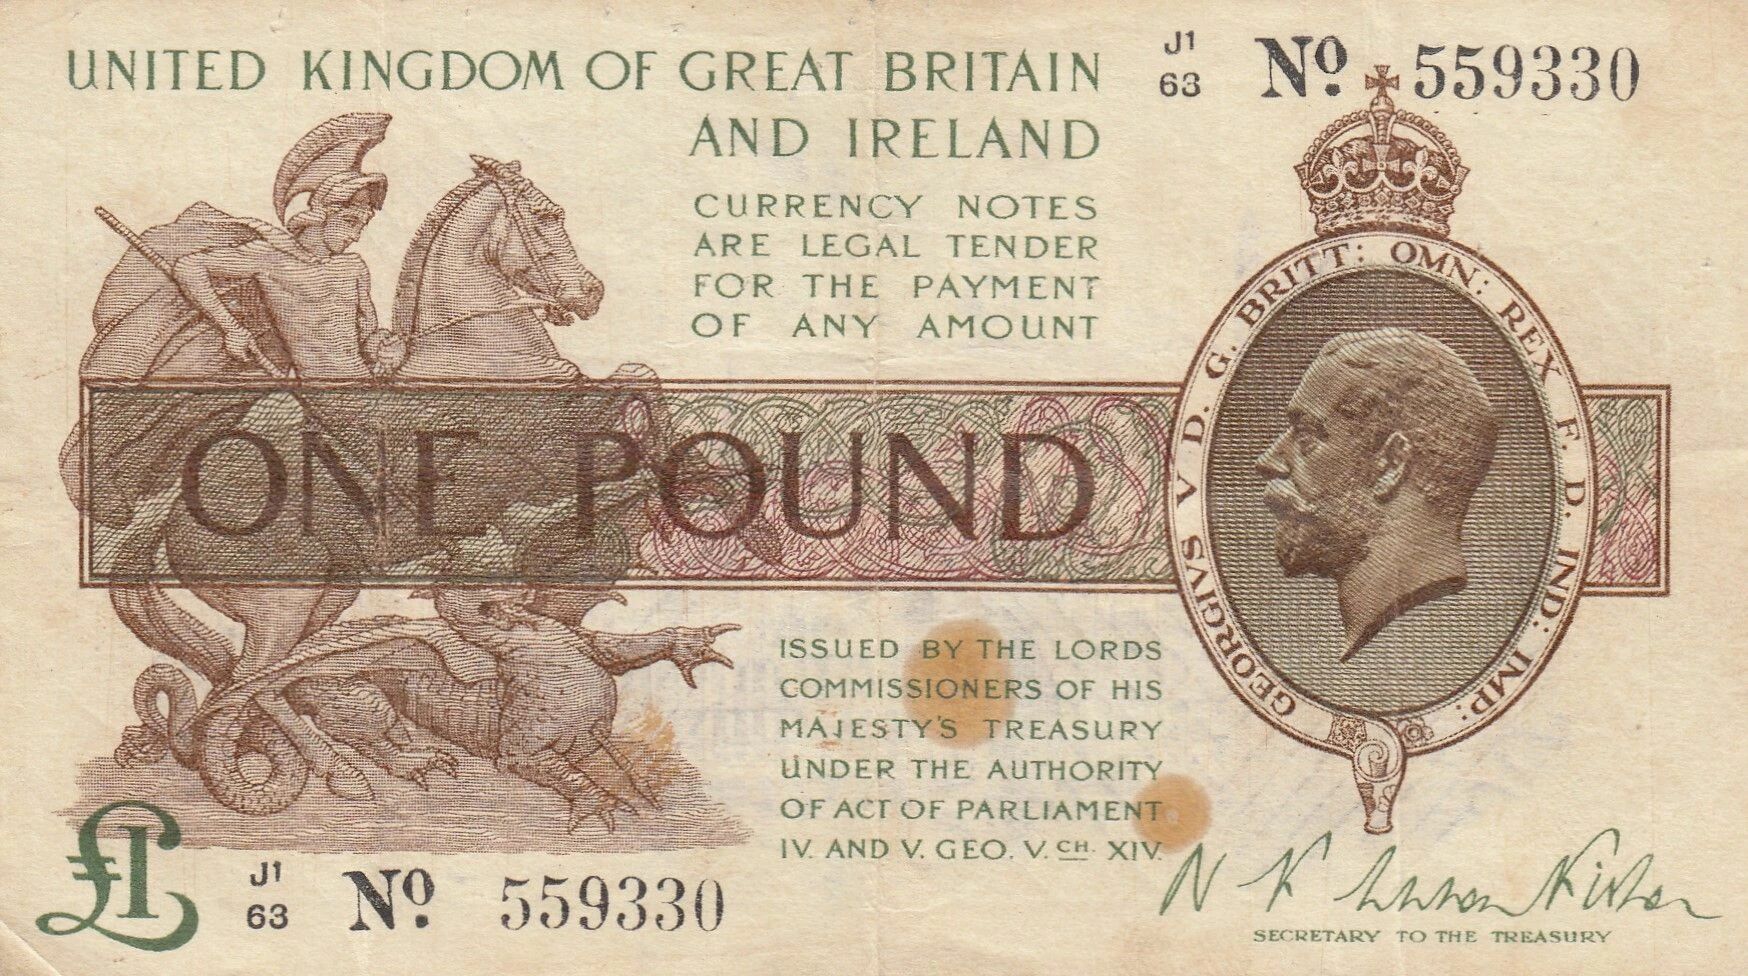 UNITED KINGDOM OF GREAT BRITAIN
AND IRELAND
J1
63
No. 559330
CURRENCY NOTES
ARE LEGAL TENDER
FOR THE PAYMENT
OF ANY AMOUNT
GEORGIVS V D. G. BRITT: OMN: REX F. D. IND: IMP:
ONE POUND
ISSUED BY THE LORDS
COMMISSIONERS OF HIS
MAJESTY'S TREASURY
UNDER THE AUTHORITY
OF ACT OF PARLIAMENT
IV. AND V. GEO. V. CH. XIV.
£1
J1
63
No. 559330
N K Warren Fisher
SECRETARY TO THE TREASURY